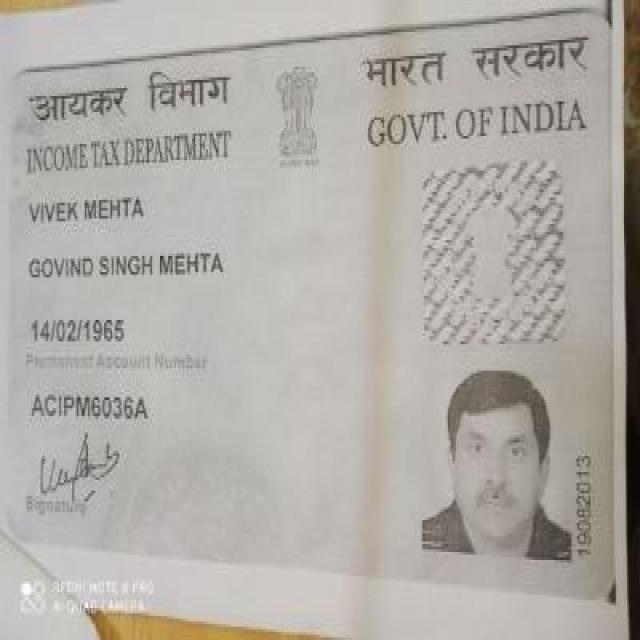 आयकर विभाग
INCOME TAX DEPARTMENT
भारत सरकार
GOVT. OF INDIA
VIVEK MEHTA
GOVIND SINGH MEHTA
14/02/1965
Permanent Account Number
ACIPM6036A
Signature
19082013
REDMI NOTE 8 PRO
AI QUAD CAMERA